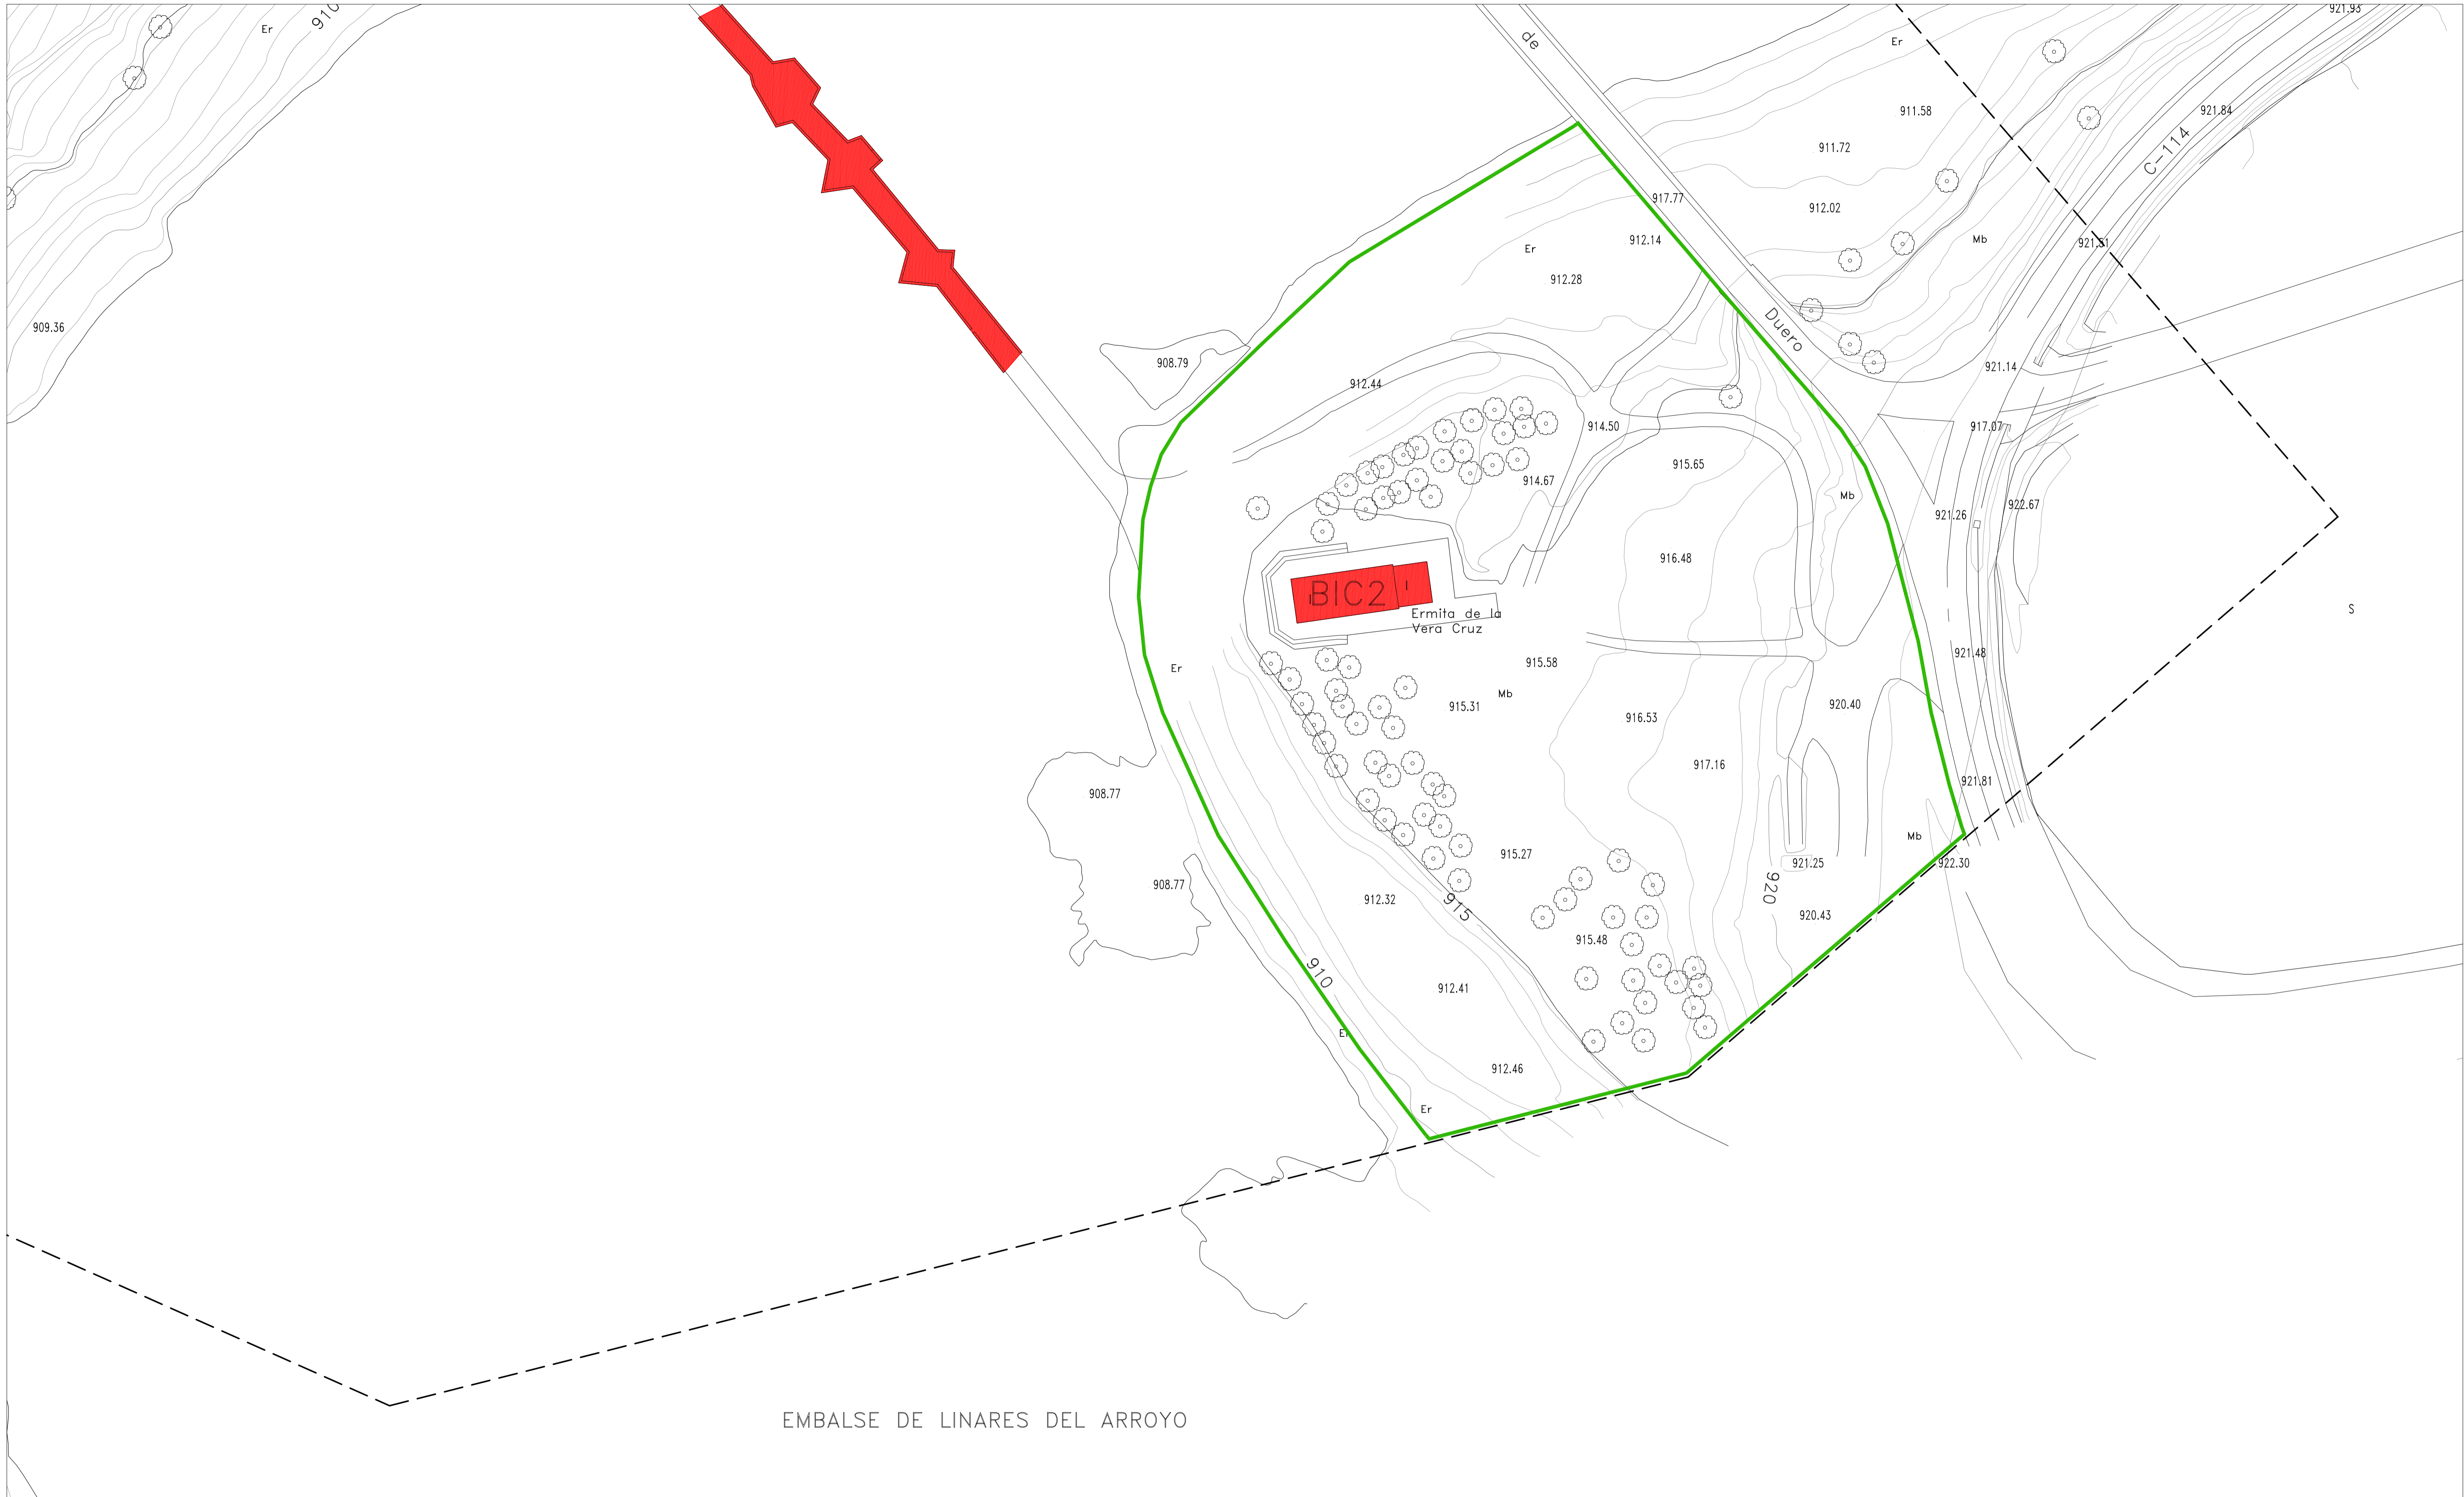 921.93
910
Er
de
Er
911.58
921.84
C-114
911.72
917.77
912.02
912.14
Er
Mb
921.51
912.28
909.36
Duero
908.79
921.14
912.44
914.50
917.07
915.65
914.67
Mb
922.67
921.26
916.48
BIC2
I
I
Ermita de la
Vera Cruz
S
921.48
915.58
Er
Mb
915.31
920.40
916.53
917.16
921.81
908.77
Mb
915.27
921.25
922.30
908.77
920
912.32
915
920.43
915.48
910
912.41
Er
912.46
Er
EMBALSE DE LINARES DEL ARROYO